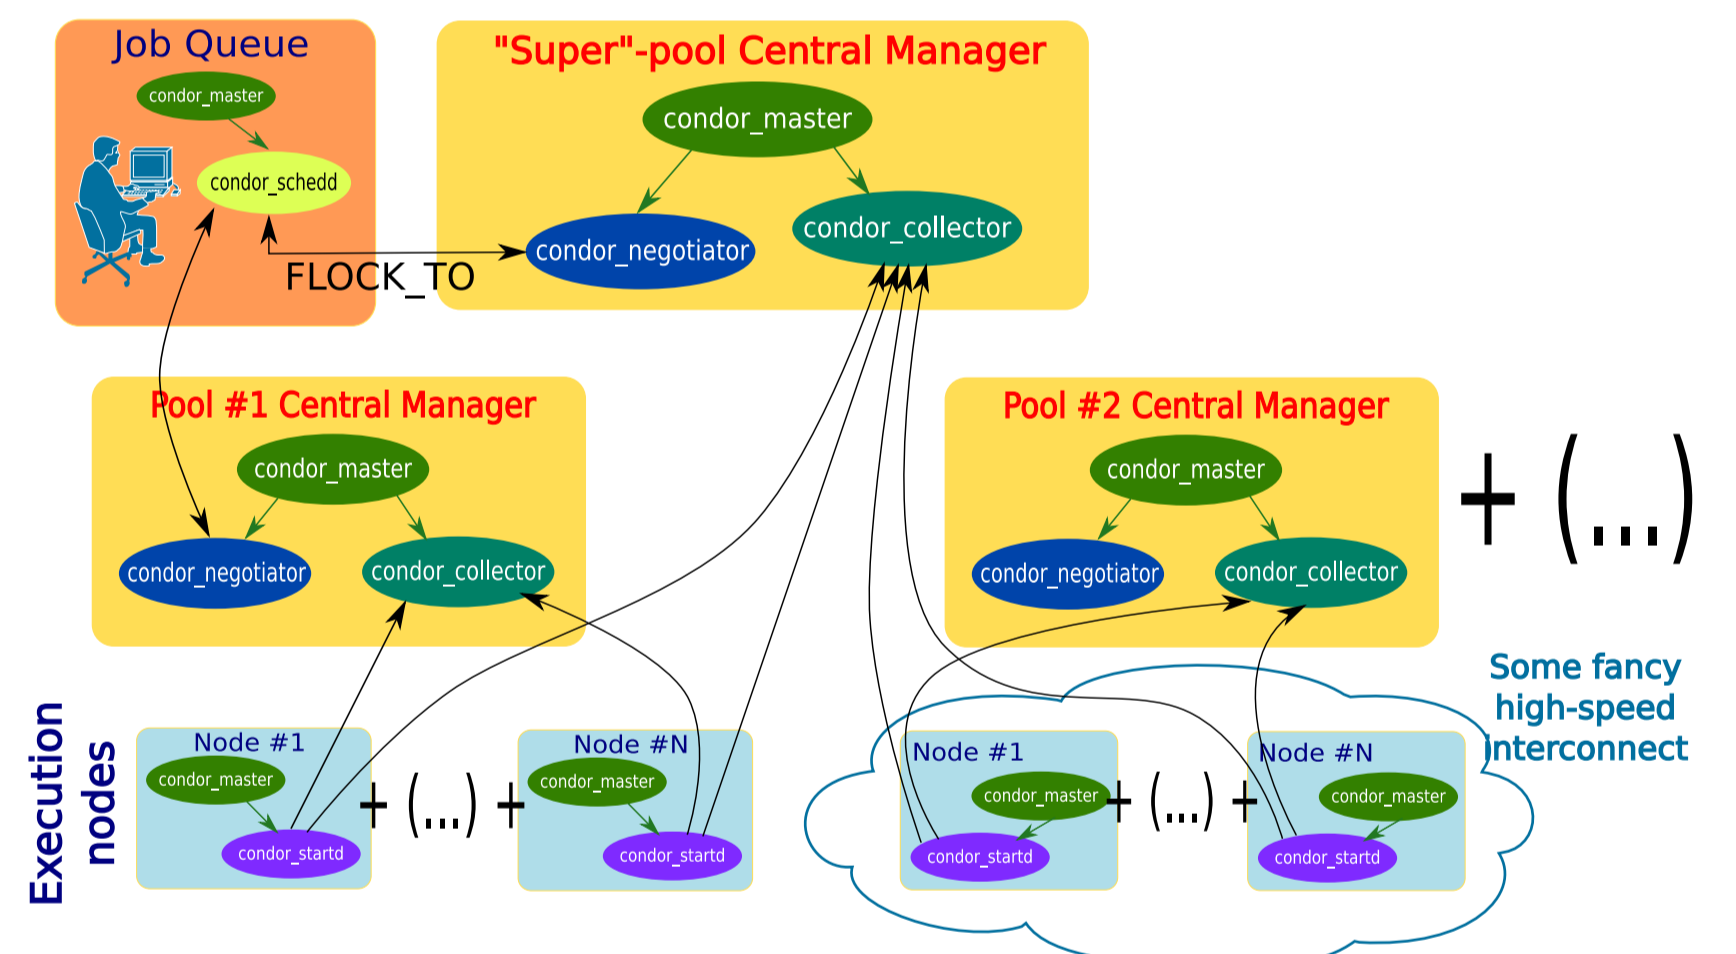 Job Queue
condor_master
condor_schedd
FLOCK_TO
"Super"-pool Central Manager
condor_master
condor_negotiator
condor_collector
Pool #1 Central Manager
condor_master
condor_negotiator
condor_collector
Pool #2 Central Manager
condor_master
condor_negotiator
condor_collector
+ (...)
Some fancy
high-speed
interconnect
Execution
nodes
Node #1
condor_master
condor_startd
+ (...) +
Node #N
condor_master
condor_startd
Node #1
condor_master
condor_startd
+ (...) +
Node #N
condor_master
condor_startd